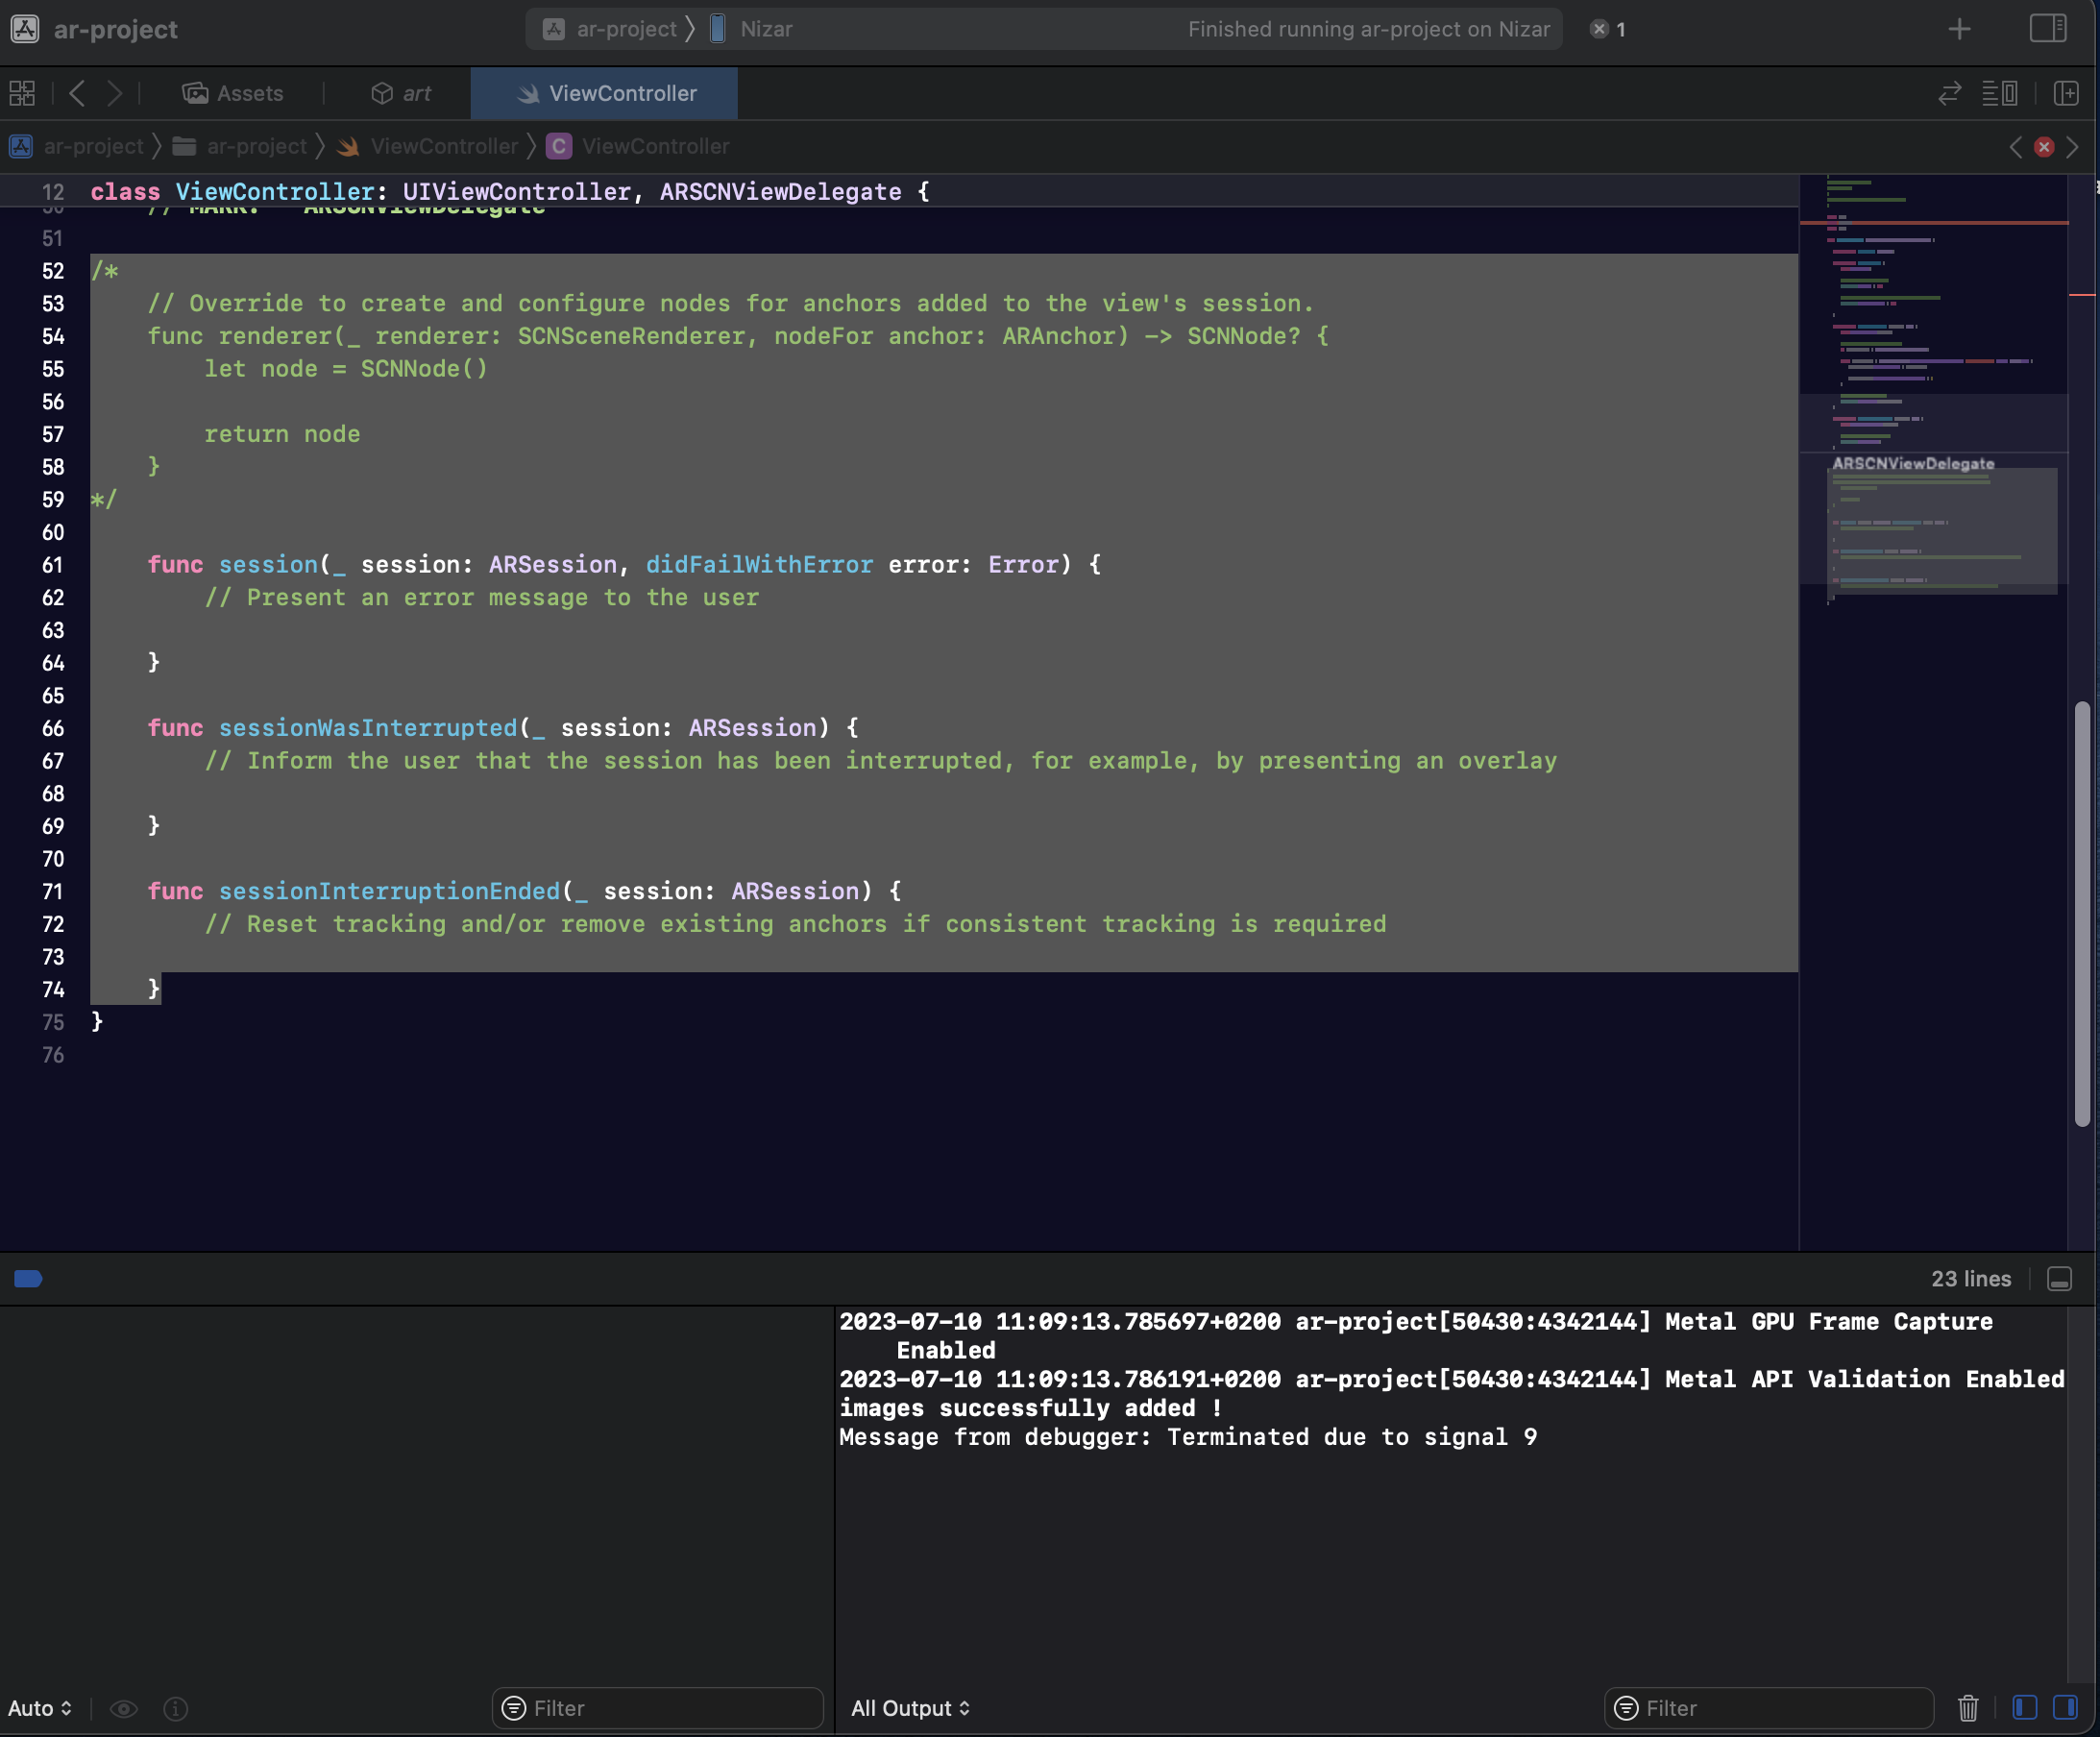 ar-project
ar-project
Nizar
Finished running ar-project on Nizar
1
Assets
art
ViewController
ar-project
ar-project
ViewController
C
ViewController
12 class ViewController: UIViewController, ARSCNViewDelegate {
50 // MARK: - ARSCNViewDelegate
51
52 /*
53 // Override to create and configure nodes for anchors added to the view's session.
54 func renderer(_ renderer: SCNSceneRenderer, nodeFor anchor: ARAnchor) -> SCNNode? {
55 let node = SCNNode()
56
57 return node
58 }
59 */
60
61 func session(_ session: ARSession, didFailWithError error: Error) {
62 // Present an error message to the user
63
64 }
65
66 func sessionWasInterrupted(_ session: ARSession) {
67 // Inform the user that the session has been interrupted, for example, by presenting an overlay
68
69 }
70
71 func sessionInterruptionEnded(_ session: ARSession) {
72 // Reset tracking and/or remove existing anchors if consistent tracking is required
73
74 }
75 }
76
ARSCNViewDelegate
23 lines
2023-07-10 11:09:13.785697+0200 ar-project[50430:4342144] Metal GPU Frame Capture
Enabled
2023-07-10 11:09:13.786191+0200 ar-project[50430:4342144] Metal API Validation Enabled
images successfully added !
Message from debugger: Terminated due to signal 9
Auto
Filter
All Output
Filter